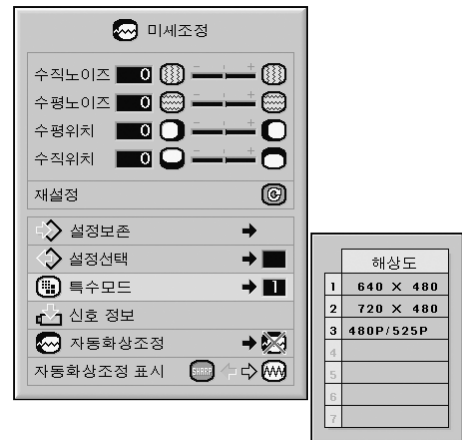 미세조정
수직노이즈 0 - +
수평노이즈 0 - +
수평위치 0 - +
수직위치 0 - +
재설정
설정보존
설정선택
특수모드 1
신호 정보
자동화상조정
자동화상조정 표시
해상도
1 640 × 480
2 720 × 480
3 480P/525P
4
5
6
7